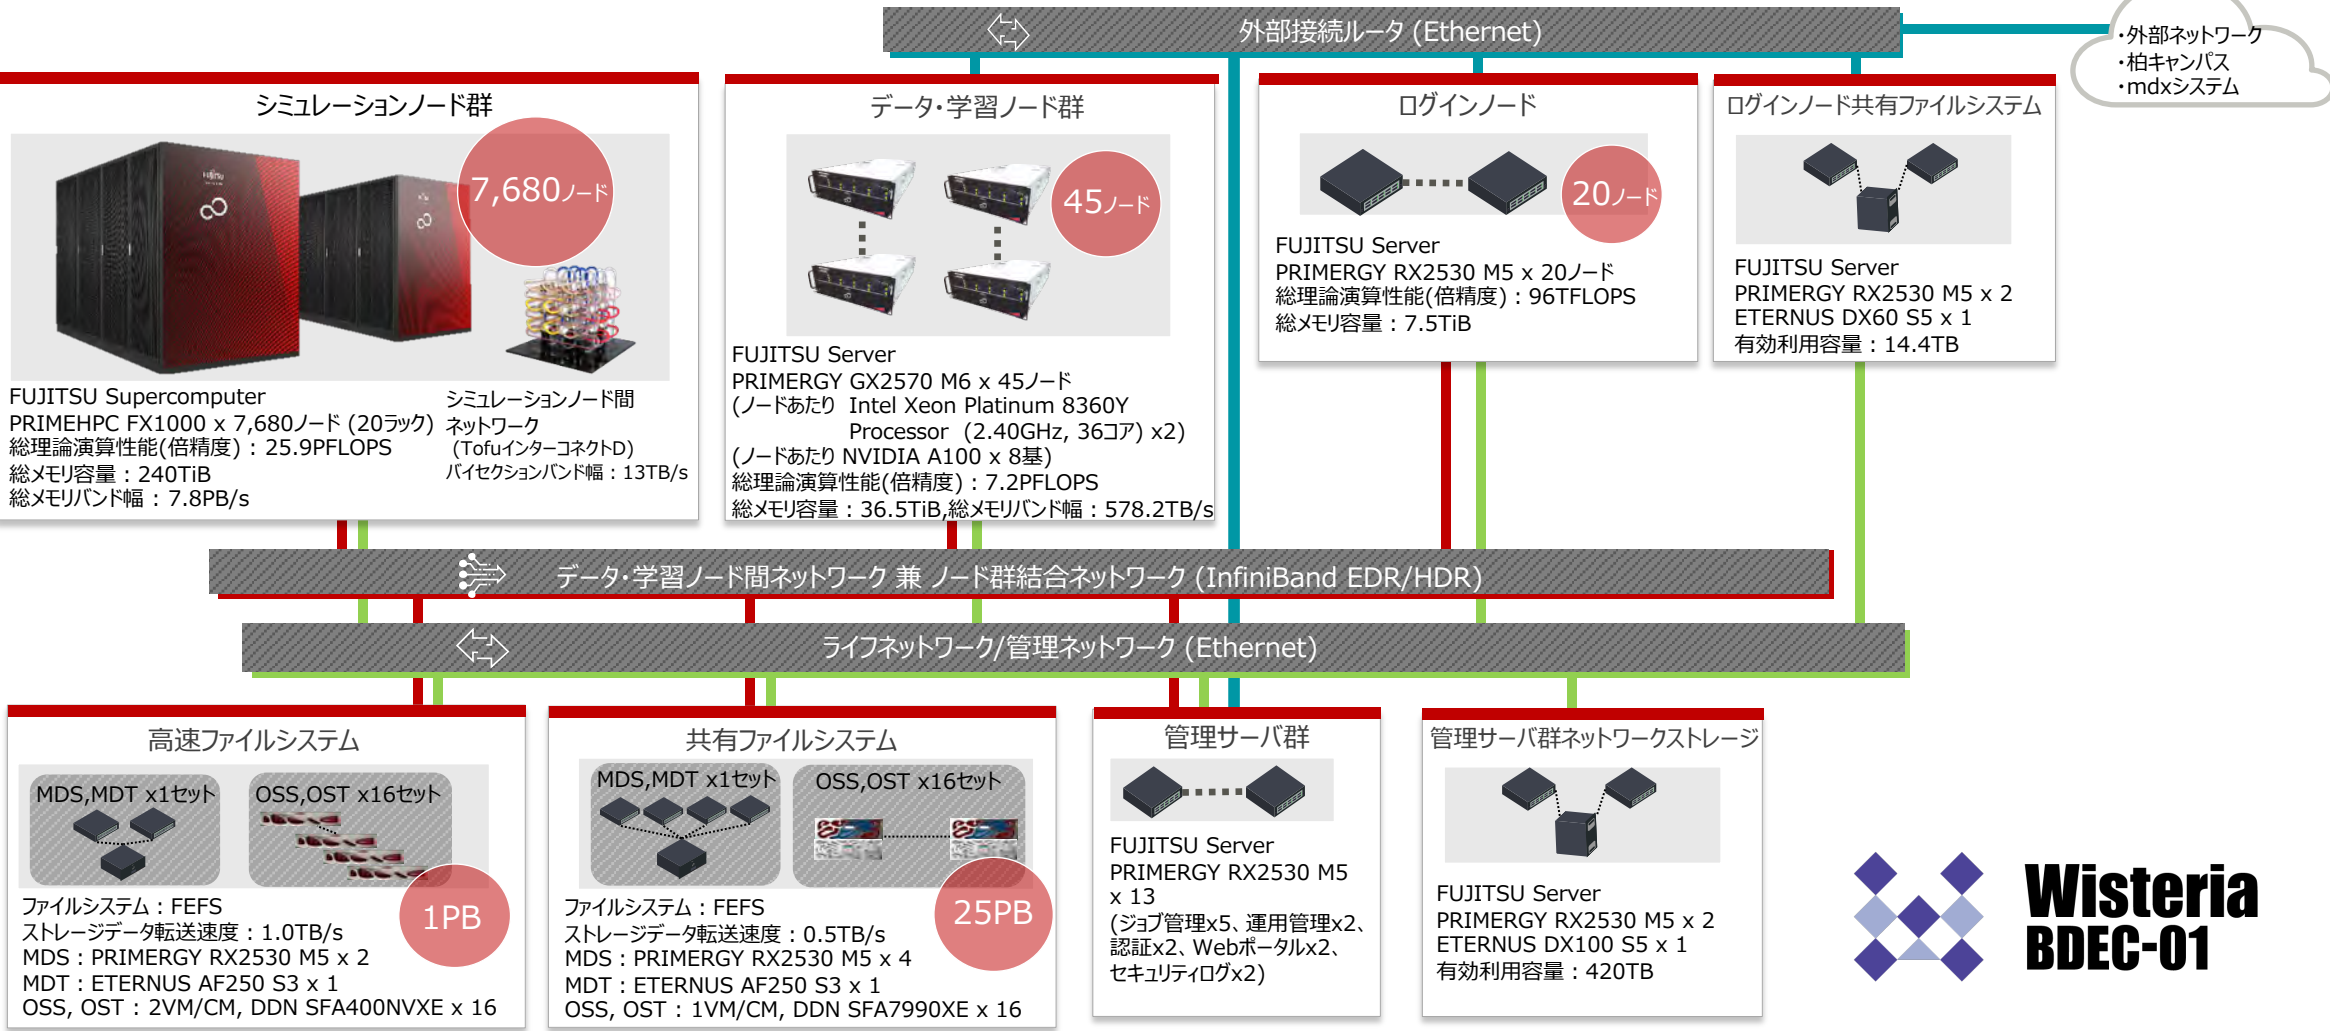 外部接続ルータ (Ethernet)
・外部ネットワーク
・柏キャンパス
・mdxシステム
シミュレーションノード群
7,680ノード
FUJITSU
FUJITSU Supercomputer
PRIMEHPC FX1000 x 7,680ノード (20ラック)
総理論演算性能(倍精度)：25.9PFLOPS
総メモリ容量：240TiB
総メモリバンド幅：7.8PB/s
シミュレーションノード間
ネットワーク
(TofuインターコネクトD)
バイセクションバンド幅：13TB/s
データ・学習ノード群
45ノード
FUJITSU Server
PRIMERGY GX2570 M6 x 45ノード
(ノードあたり Intel Xeon Platinum 8360Y
Processor (2.40GHz, 36コア) x2)
(ノードあたり NVIDIA A100 x 8基)
総理論演算性能(倍精度)：7.2PFLOPS
総メモリ容量：36.5TiB,総メモリバンド幅：578.2TB/s
ログインノード
20ノード
FUJITSU Server
PRIMERGY RX2530 M5 x 20ノード
総理論演算性能(倍精度)：96TFLOPS
総メモリ容量：7.5TiB
ログインノード共有ファイルシステム
FUJITSU Server
PRIMERGY RX2530 M5 x 2
ETERNUS DX60 S5 x 1
有効利用容量：14.4TB
データ・学習ノード間ネットワーク 兼 ノード群結合ネットワーク (InfiniBand EDR/HDR)
ライフネットワーク/管理ネットワーク (Ethernet)
高速ファイルシステム
MDS,MDT x1セット
OSS,OST x16セット
1PB
ファイルシステム：FEFS
ストレージデータ転送速度：1.0TB/s
MDS：PRIMERGY RX2530 M5 x 2
MDT：ETERNUS AF250 S3 x 1
OSS, OST：2VM/CM, DDN SFA400NVXE x 16
共有ファイルシステム
MDS,MDT x1セット
OSS,OST x16セット
25PB
ファイルシステム：FEFS
ストレージデータ転送速度：0.5TB/s
MDS：PRIMERGY RX2530 M5 x 4
MDT：ETERNUS AF250 S3 x 1
OSS, OST：1VM/CM, DDN SFA7990XE x 16
管理サーバ群
FUJITSU Server
PRIMERGY RX2530 M5
x 13
(ジョブ管理x5、運用管理x2、
認証x2、Webポータルx2、
セキュリティログx2)
管理サーバ群ネットワークストレージ
FUJITSU Server
PRIMERGY RX2530 M5 x 2
ETERNUS DX100 S5 x 1
有効利用容量：420TB
Wisteria
BDEC-01